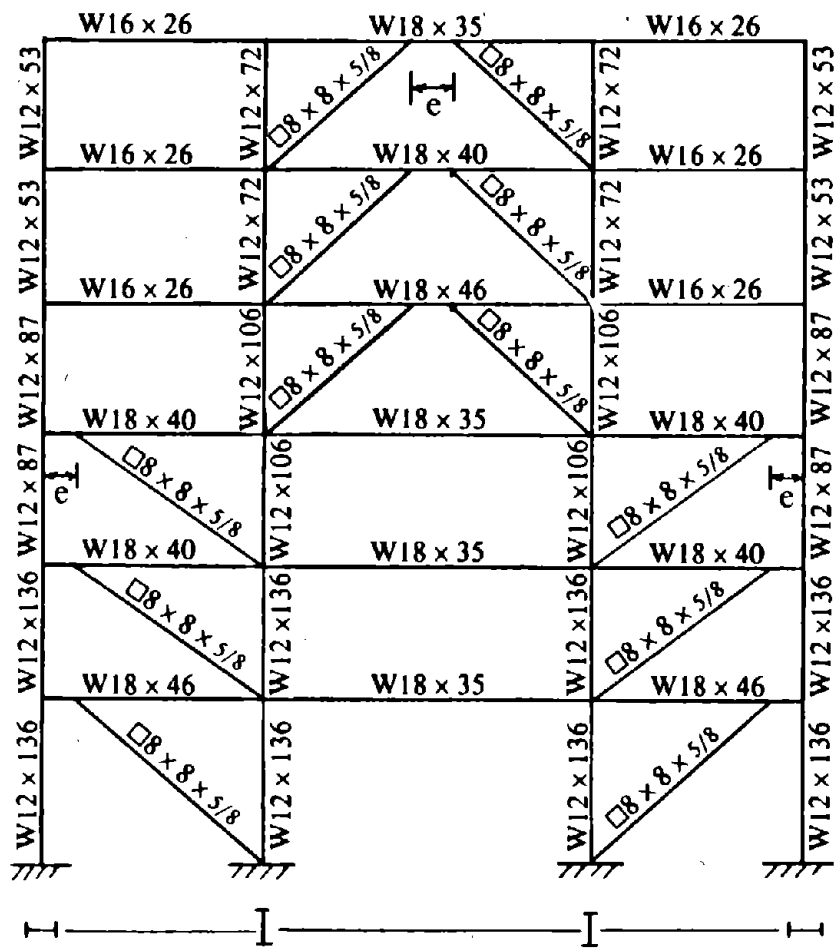 W16 × 26 W18 × 35 W16 × 26
W12 × 53 W12 × 72 □8 × 8 × 5/8 □8 × 8 × 5/8 W12 × 72 W12 × 53
e
W16 × 26 W18 × 40 W16 × 26
W12 × 53 W12 × 72 □8 × 8 × 5/8 □8 × 8 × 5/8 W12 × 72 W12 × 53
W16 × 26 W18 × 46 W16 × 26
W12 × 87 W12 × 106 □8 × 8 × 5/8 □8 × 8 × 5/8 W12 × 106 W12 × 87
W18 × 40 W18 × 35 W18 × 40
W12 × 87 □8 × 8 × 5/8 W12 × 106 W12 × 106 □8 × 8 × 5/8 W12 × 87
e e
W18 × 40 W18 × 35 W18 × 40
W12 × 136 □8 × 8 × 5/8 W12 × 136 W12 × 136 □8 × 8 × 5/8 W12 × 136
W18 × 46 W18 × 35 W18 × 46
W12 × 136 □8 × 8 × 5/8 W12 × 136 W12 × 136 □8 × 8 × 5/8 W12 × 136